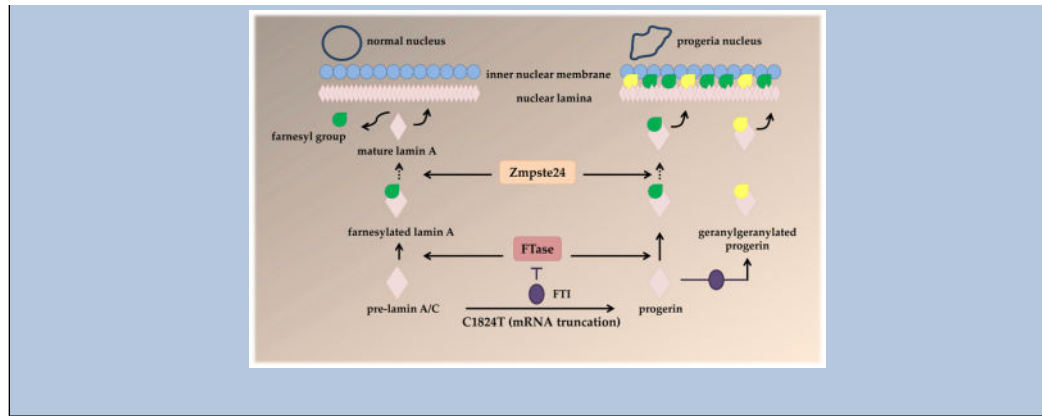 normal nucleus
progeria nucleus
inner nuclear membrane
nuclear lamina
farnesyl group
mature lamin A
Zmpste24
farnesylated lamin A
geranylgeranylated
progerin
FTase
FTI
pre-lamin A/C
progerin
C1824T (mRNA truncation)